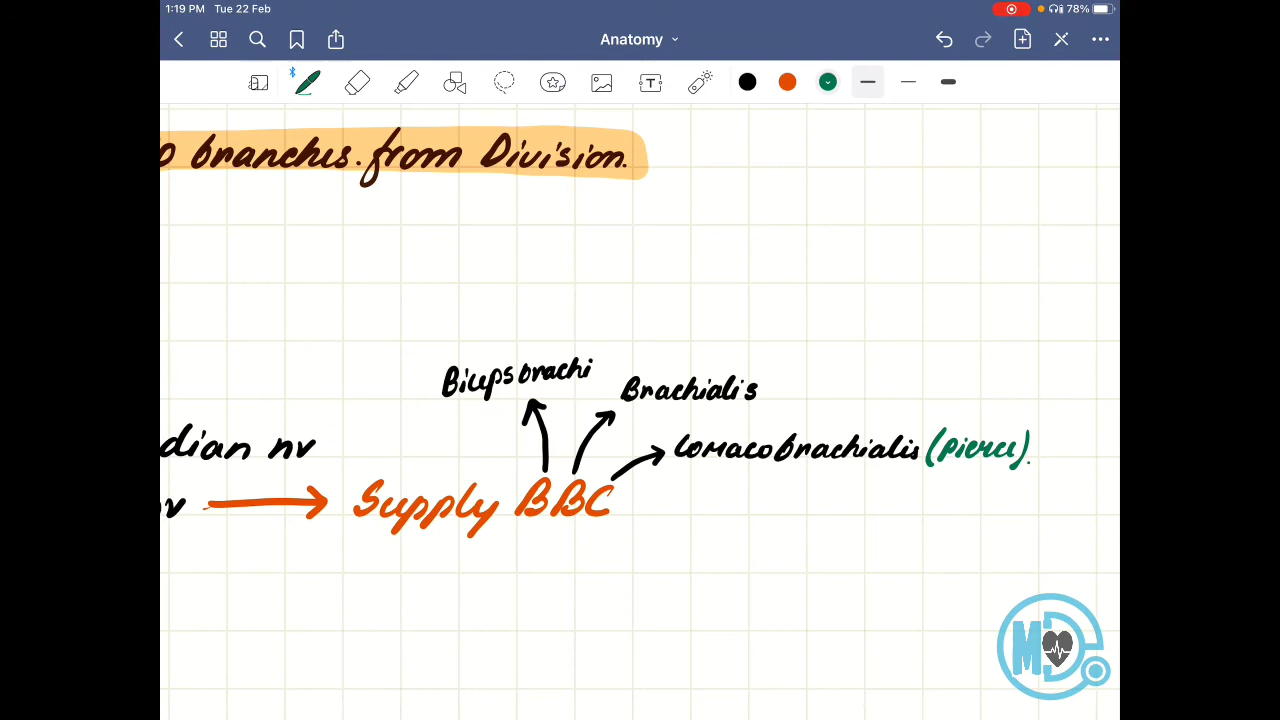 1:19 PM Tue 22 Feb
78%
Anatomy
branches. from Division.
Biceps brachi
Brachialis
dian nv
Coracobrachialis (pierce).
v → Supply BBC
MD